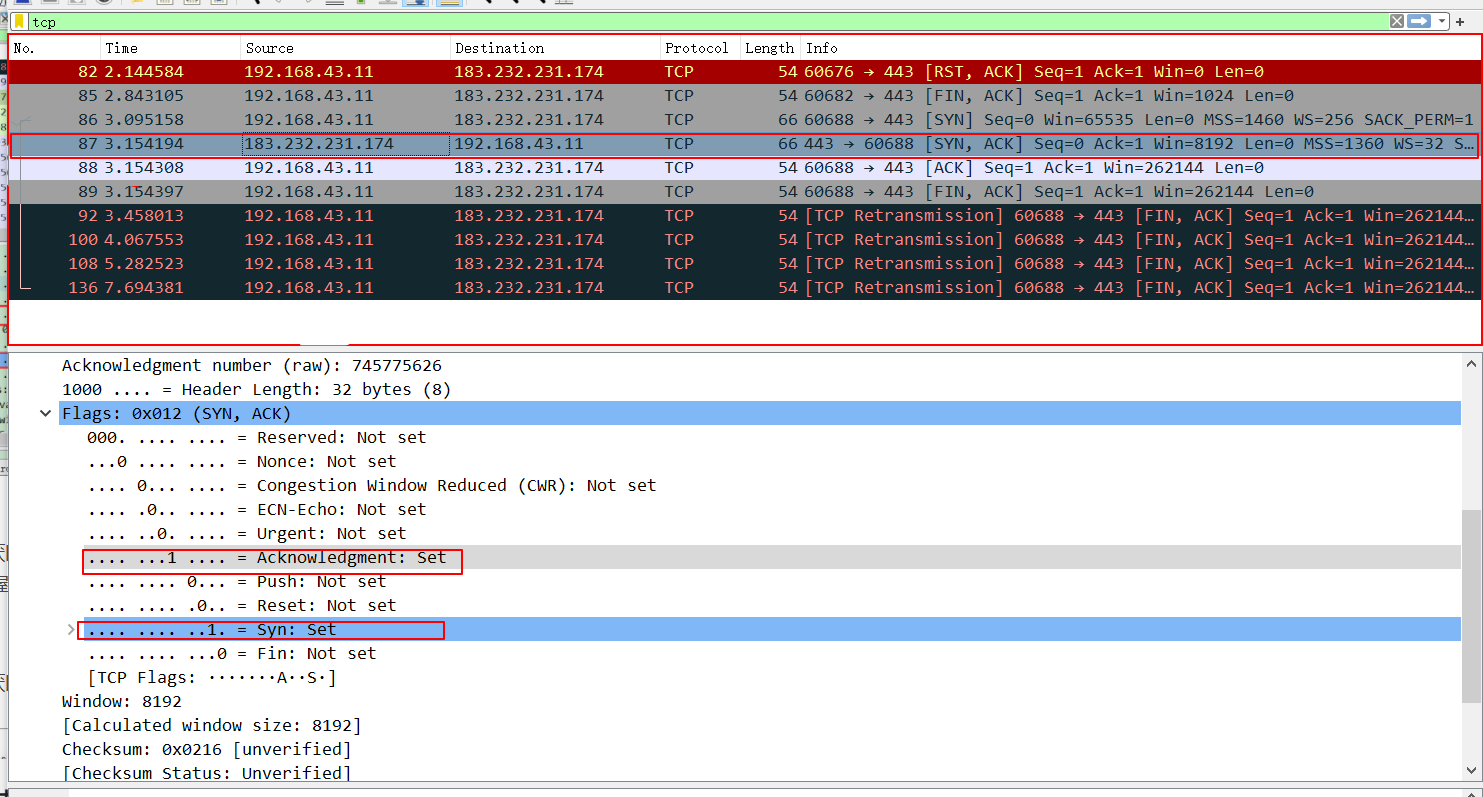 tcp
No. Time Source Destination Protocol Length Info
82 2.144584 192.168.43.11 183.232.231.174 TCP 54 60676 → 443 [RST, ACK] Seq=1 Ack=1 Win=0 Len=0
85 2.843105 192.168.43.11 183.232.231.174 TCP 54 60682 → 443 [FIN, ACK] Seq=1 Ack=1 Win=1024 Len=0
86 3.095158 192.168.43.11 183.232.231.174 TCP 66 60688 → 443 [SYN] Seq=0 Win=65535 Len=0 MSS=1460 WS=256 SACK_PERM=1
87 3.154194 183.232.231.174 192.168.43.11 TCP 66 443 → 60688 [SYN, ACK] Seq=0 Ack=1 Win=8192 Len=0 MSS=1360 WS=32 S…
88 3.154308 192.168.43.11 183.232.231.174 TCP 54 60688 → 443 [ACK] Seq=1 Ack=1 Win=262144 Len=0
89 3.154397 192.168.43.11 183.232.231.174 TCP 54 60688 → 443 [FIN, ACK] Seq=1 Ack=1 Win=262144 Len=0
92 3.458013 192.168.43.11 183.232.231.174 TCP 54 [TCP Retransmission] 60688 → 443 [FIN, ACK] Seq=1 Ack=1 Win=262144…
100 4.067553 192.168.43.11 183.232.231.174 TCP 54 [TCP Retransmission] 60688 → 443 [FIN, ACK] Seq=1 Ack=1 Win=262144…
108 5.282523 192.168.43.11 183.232.231.174 TCP 54 [TCP Retransmission] 60688 → 443 [FIN, ACK] Seq=1 Ack=1 Win=262144…
136 7.694381 192.168.43.11 183.232.231.174 TCP 54 [TCP Retransmission] 60688 → 443 [FIN, ACK] Seq=1 Ack=1 Win=262144…
Acknowledgment number (raw): 745775626
1000 .... = Header Length: 32 bytes (8)
Flags: 0x012 (SYN, ACK)
000. .... .... = Reserved: Not set
...0 .... .... = Nonce: Not set
.... 0... .... = Congestion Window Reduced (CWR): Not set
.... .0.. .... = ECN-Echo: Not set
.... ..0. .... = Urgent: Not set
.... ...1 .... = Acknowledgment: Set
.... .... 0... = Push: Not set
.... .... .0.. = Reset: Not set
.... .... ..1. = Syn: Set
.... .... ...0 = Fin: Not set
[TCP Flags: ·······A··S·]
Window: 8192
[Calculated window size: 8192]
Checksum: 0x0216 [unverified]
[Checksum Status: Unverified]